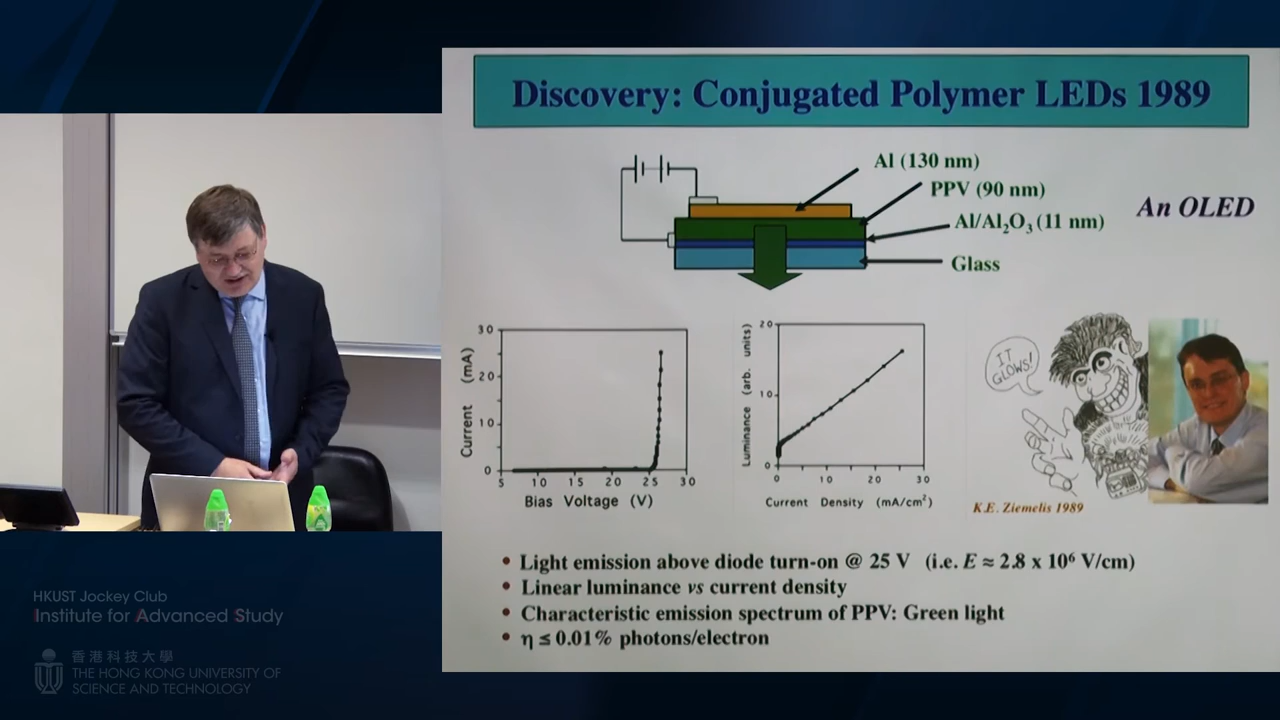 Discovery: Conjugated Polymer LEDs 1989
Al (130 nm)
PPV (90 nm)
Al/Al₂O₃ (11 nm)
Glass
An OLED
30
20
10
0
Current (mA)
5 10 15 20 25 30
Bias Voltage (V)
20
10
0
Luminance (arb. units)
0 10 20 30
Current Density (mA/cm²)
IT
GLOWS!
K.E. Ziemelis 1989
• Light emission above diode turn-on @ 25 V (i.e. E ≈ 2.8 x 10⁶ V/cm)
• Linear luminance vs current density
• Characteristic emission spectrum of PPV: Green light
• η ≤ 0.01% photons/electron
HKUST Jockey Club
Institute for Advanced Study
香港科技大學
THE HONG KONG UNIVERSITY OF
SCIENCE AND TECHNOLOGY